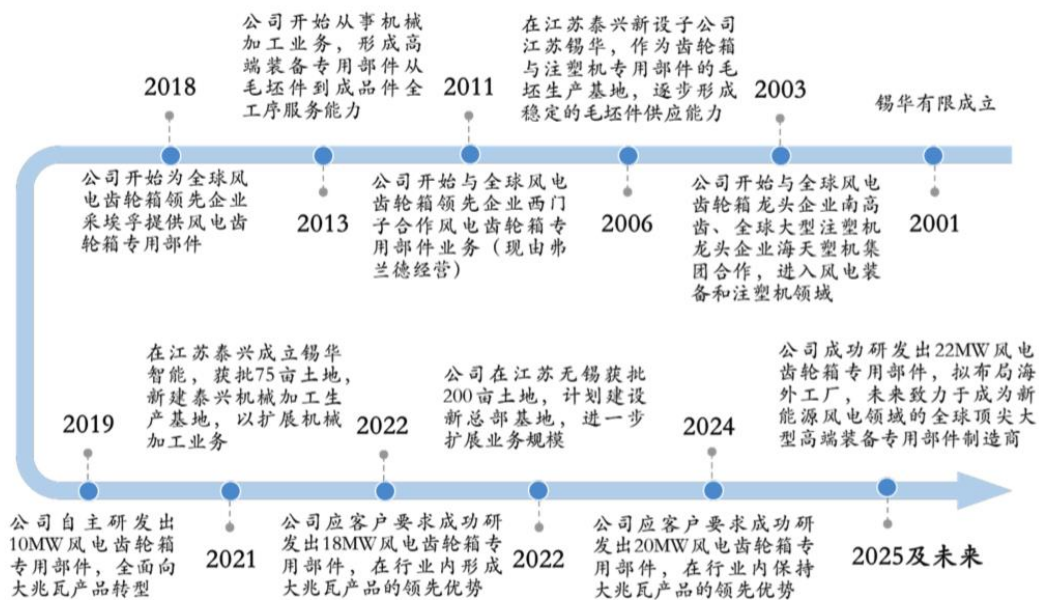 公司开始从事机械
加工业务，形成高
端装备专用部件从
毛坯件到成品件全
工序服务能力
在江苏泰兴新设子公司
江苏锡华，作为齿轮箱
与注塑机专用部件的毛
坯生产基地，逐步形成
稳定的毛坯件供应能力
2018
2011
2003
锡华有限成立
公司开始为全球风
电齿轮箱领先企业
采埃孚提供风电齿
轮箱专用部件
2013
公司开始与全球风电
齿轮箱领先企业西门
子合作风电齿轮箱专
用部件业务（现由弗
兰德经营）
2006
公司开始与全球风电
齿轮箱龙头企业南高
齿、全球大型注塑机
龙头企业海天塑机集
团合作，进入风电装
备和注塑机领域
2001
在江苏泰兴成立锡华
智能，获批75亩土地，
新建泰兴机械加工生
产基地，以扩展机械
加工业务
公司在江苏无锡获批
200亩土地，计划建设
新总部基地，进一步
扩展业务规模
公司成功研发出22MW风电
齿轮箱专用部件，拟布局海
外工厂，未来致力于成为新
能源风电领域的全球顶尖大
型高端装备专用部件制造商
2019
2022
2024
公司自主研发出
10MW风电齿轮箱
专用部件，全面向
大兆瓦产品转型
2021
公司应客户要求成功研
发出18MW风电齿轮箱专
用部件，在行业内形成
大兆瓦产品的领先优势
2022
公司应客户要求成功研
发出20MW风电齿轮箱专
用部件，在行业内保持
大兆瓦产品的领先优势
2025及未来